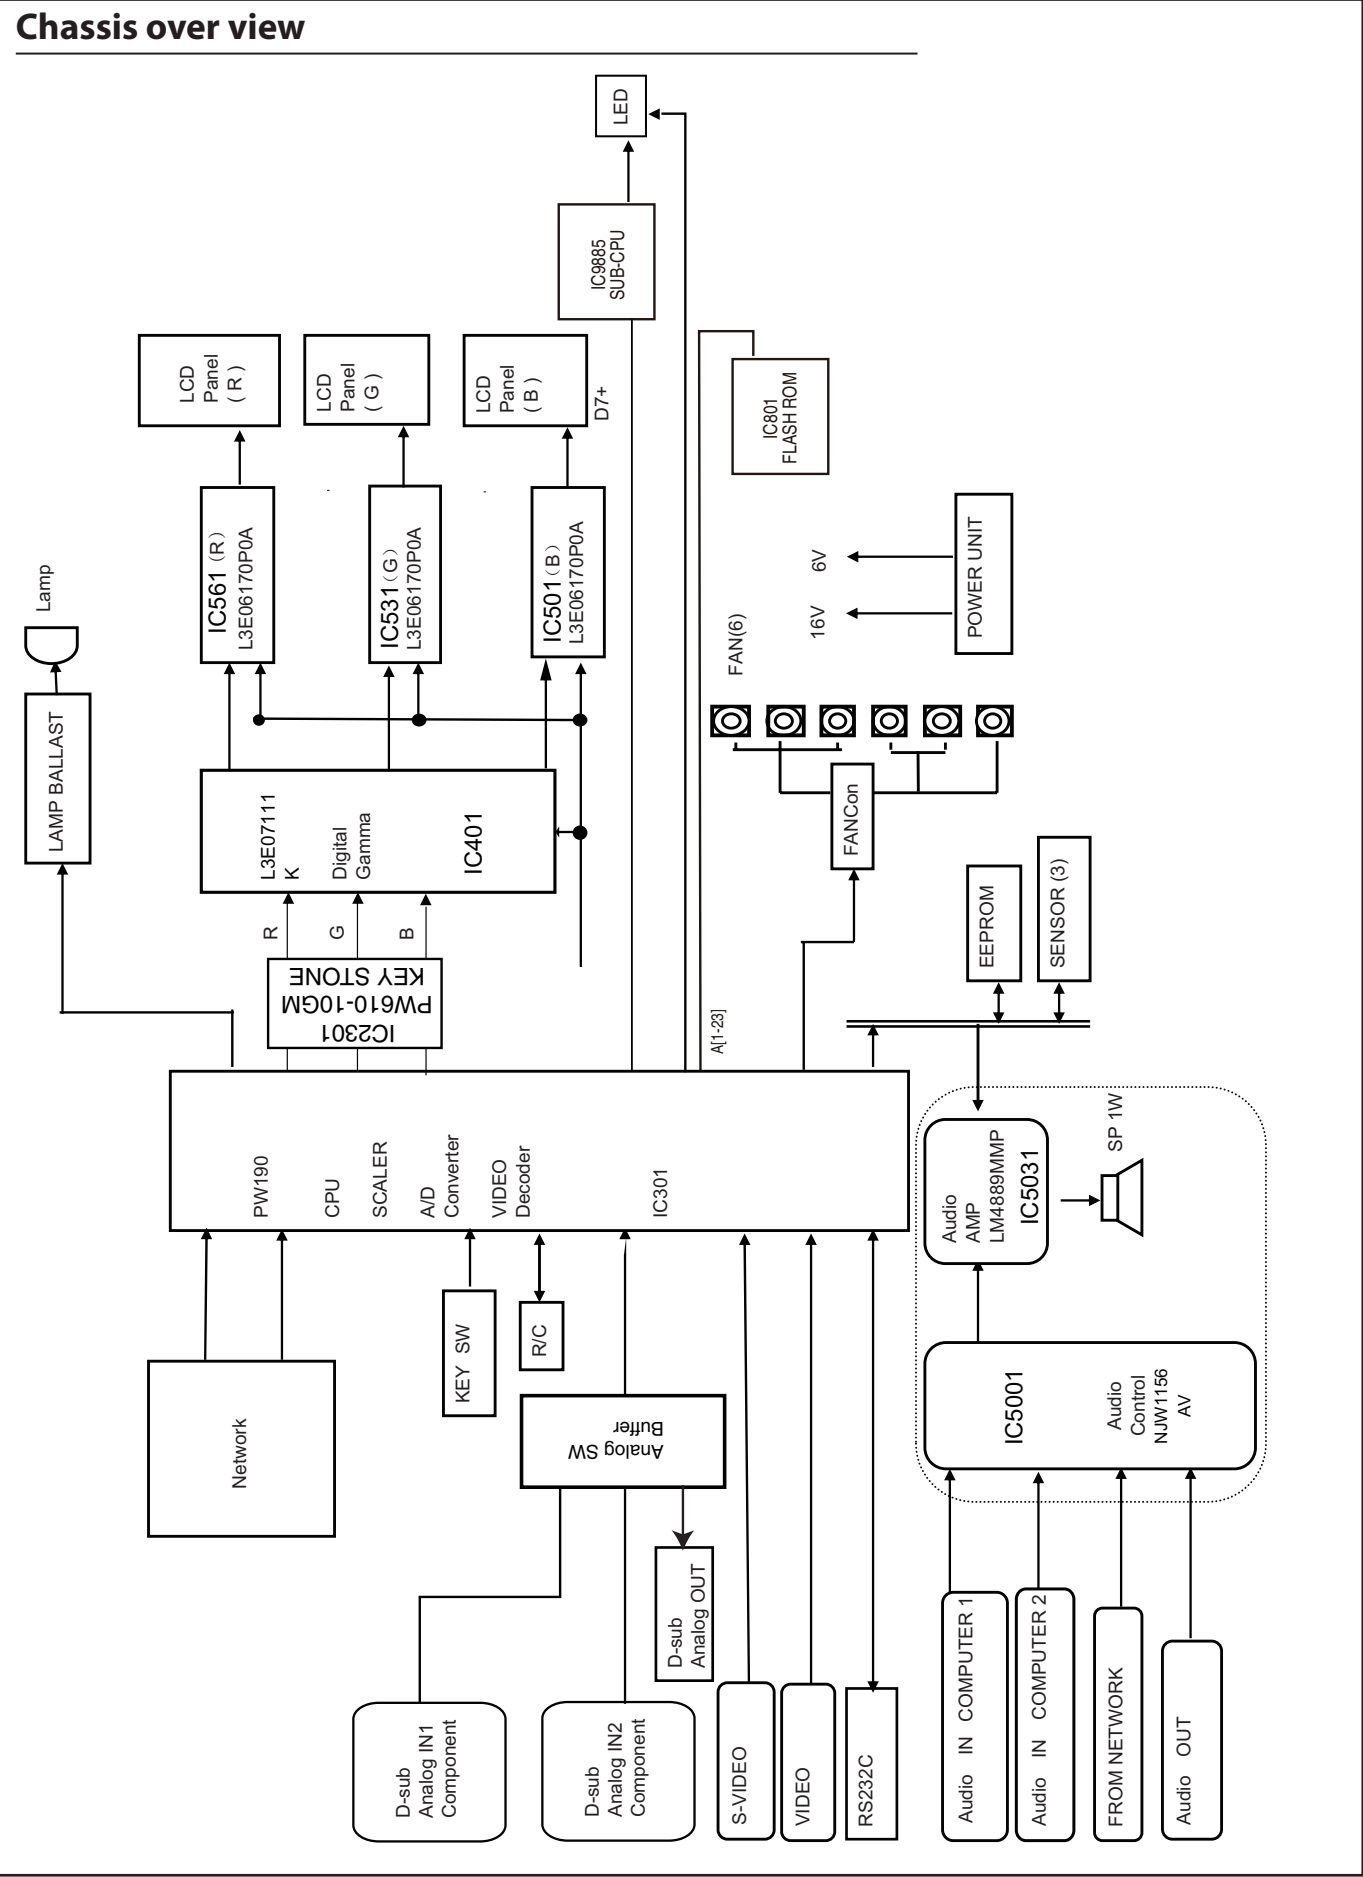 Chassis over view
LED
IC9885
SUB-CPU
LCD
Panel
( R )
LCD
Panel
( G )
LCD
Panel
( B )
D7+
IC801
FLASH ROM
Lamp
LAMP BALLAST
IC561 (R)
L3E06170P0A
IC531 (G)
L3E06170P0A
IC501 (B)
L3E06170P0A
6V
16V
POWER UNIT
FAN(6)
FANCon
L3E07111
K
Digital
Gamma
IC401
R
G
B
IC2301
PW610-10GM
KEY STONE
A[1-23]
EEPROM
SENSOR (3)
PW190
CPU
SCALER
A/D
Converter
VIDEO
Decoder
IC301
Audio
AMP
LM4889MMP
IC5031
SP 1W
Network
KEY SW
R/C
Analog SW
Buffer
IC5001
Audio
Control
NJW1156
AV
D-sub
Analog OUT
D-sub
Analog IN1
Component
D-sub
Analog IN2
Component
S-VIDEO
VIDEO
RS232C
Audio IN COMPUTER 1
Audio IN COMPUTER 2
FROM NETWORK
Audio OUT